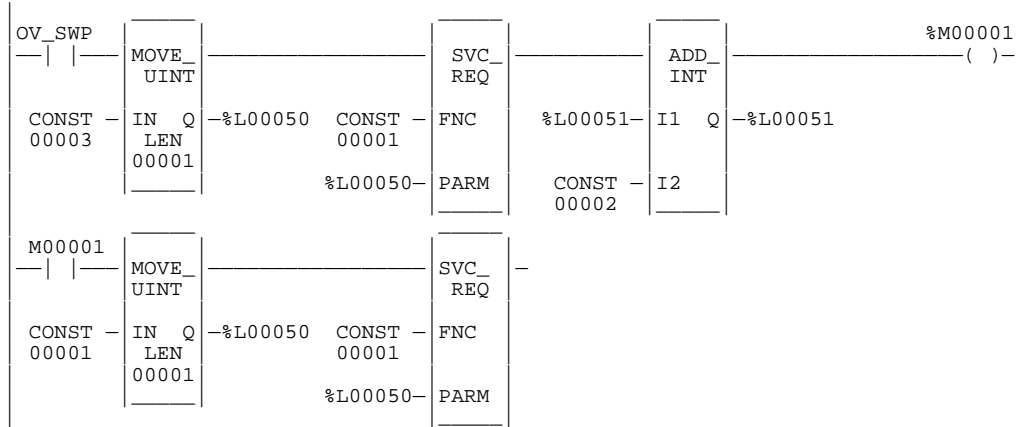 OV_SWP %M00001
MOVE_ SVC_ ADD_ ( )
UINT REQ INT
CONST IN Q %L00050 CONST FNC %L00051 I1 Q %L00051
00003 LEN 00001
00001
%L00050 PARM CONST I2
00002
M00001
MOVE_ SVC_
UINT REQ
CONST IN Q %L00050 CONST FNC
00001 LEN 00001
00001
%L00050 PARM